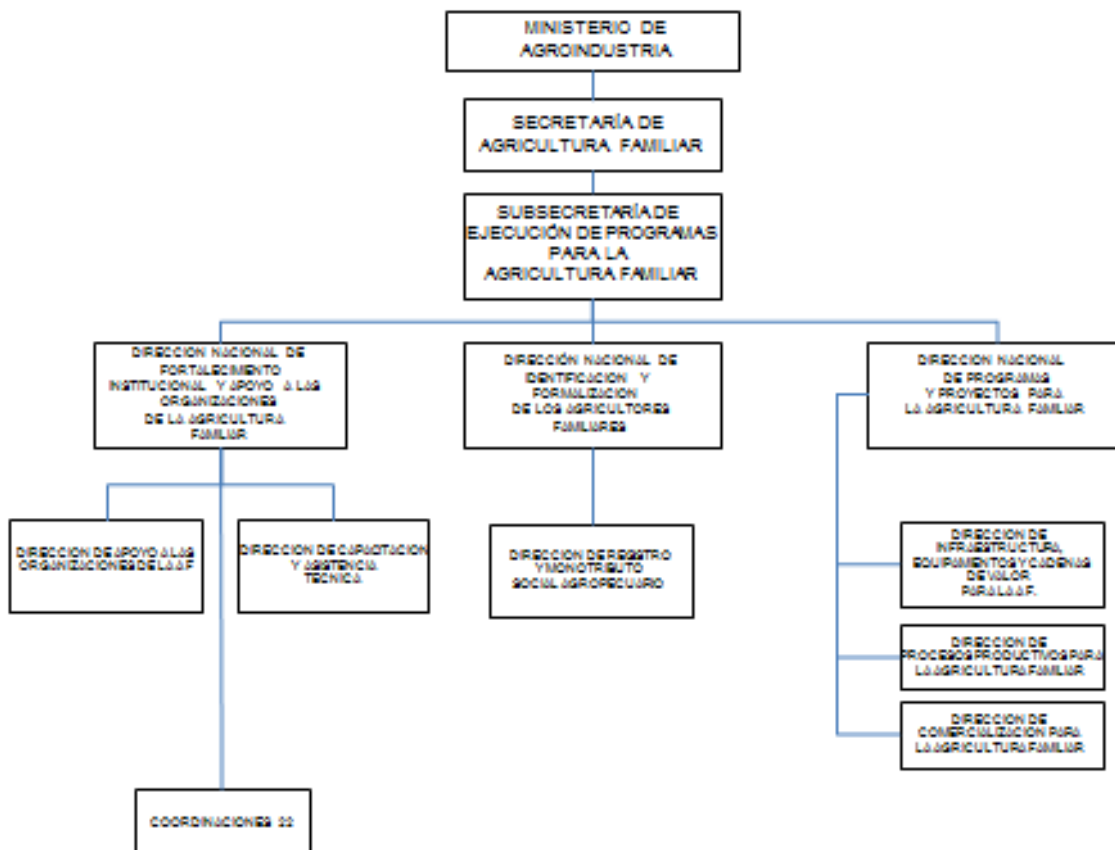 MINISTERIO DE
AGROINDUSTRIA
SECRETARÍA DE
AGRICULTURA FAMILIAR
SUBSECRETARÍA DE
EJECUCIÓN DE PROGRAMAS
PARA LA
AGRICULTURA FAMILIAR
DIRECCION NACIONAL DE
FORTALECIMIENTO
INSTITUCIONAL Y APOYO A LAS
ORGANIZACIONES
DE LA AGRICULTURA
FAMILIAR
DIRECCIÓN NACIONAL DE
IDENTIFICACION Y
FORMALIZACION
DE LOS AGRICULTORES
FAMILIARES
DIRECCION NACIONAL
DE PROGRAMAS
Y PROYECTOS PARA
LA AGRICULTURA FAMILIAR
DIRECCION DE APOYO A LAS
ORGANIZACIONES DE LA A.F
DIRECCION DE CAPACITACION
Y ASISTENCIA
TECNICA
DIRECCION DE REGISTRO
Y MONOTRIBUTO
SOCIAL AGROPECUARIO
DIRECCION DE
INFRAESTRUCTURA,
EQUIPAMENTOS Y CADENAS
DE VALOR
PARA LA A.F.
DIRECCION DE
PROCESOS PRODUCTIVOS PARA
LA AGRICULTURA FAMILIAR
DIRECCION DE
COMERCIALIZACION PARA
LA AGRICULTURA FAMILIAR
COORDINACIONES 22